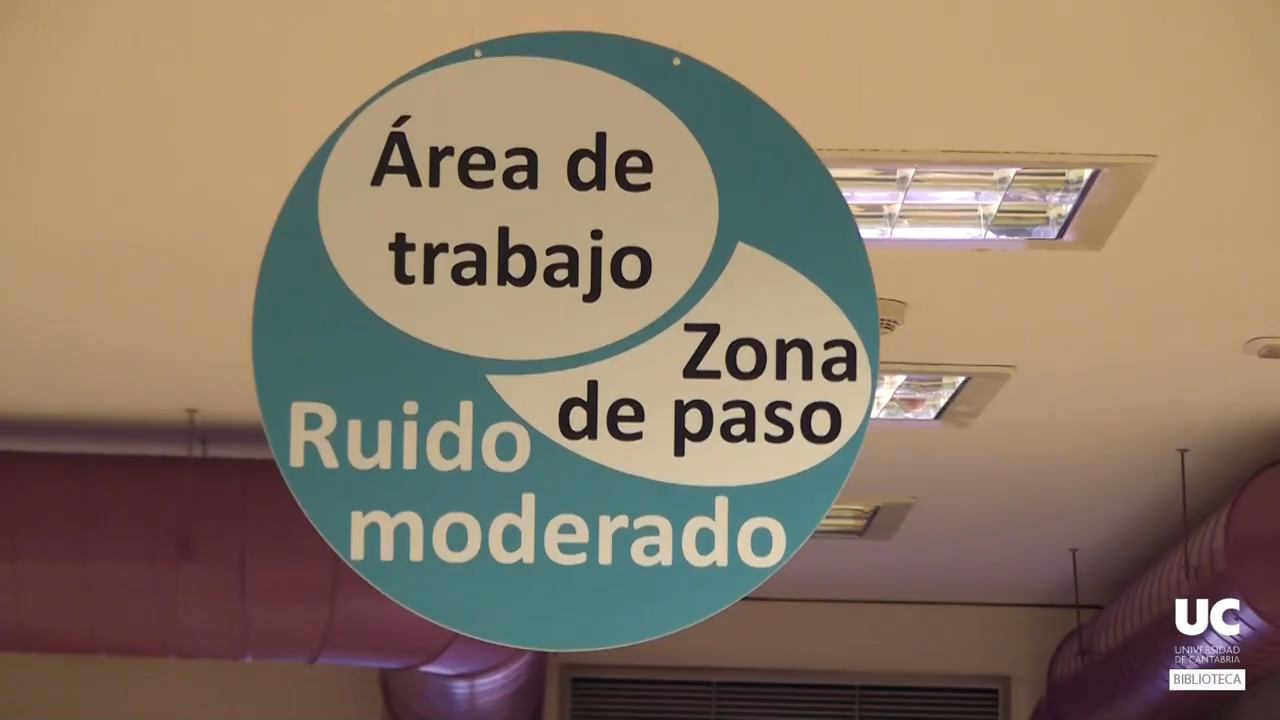 Área de
trabajo
Zona
de paso
Ruido
moderado
UC
UNIVERSIDAD
DE CANTABRIA
BIBLIOTECA